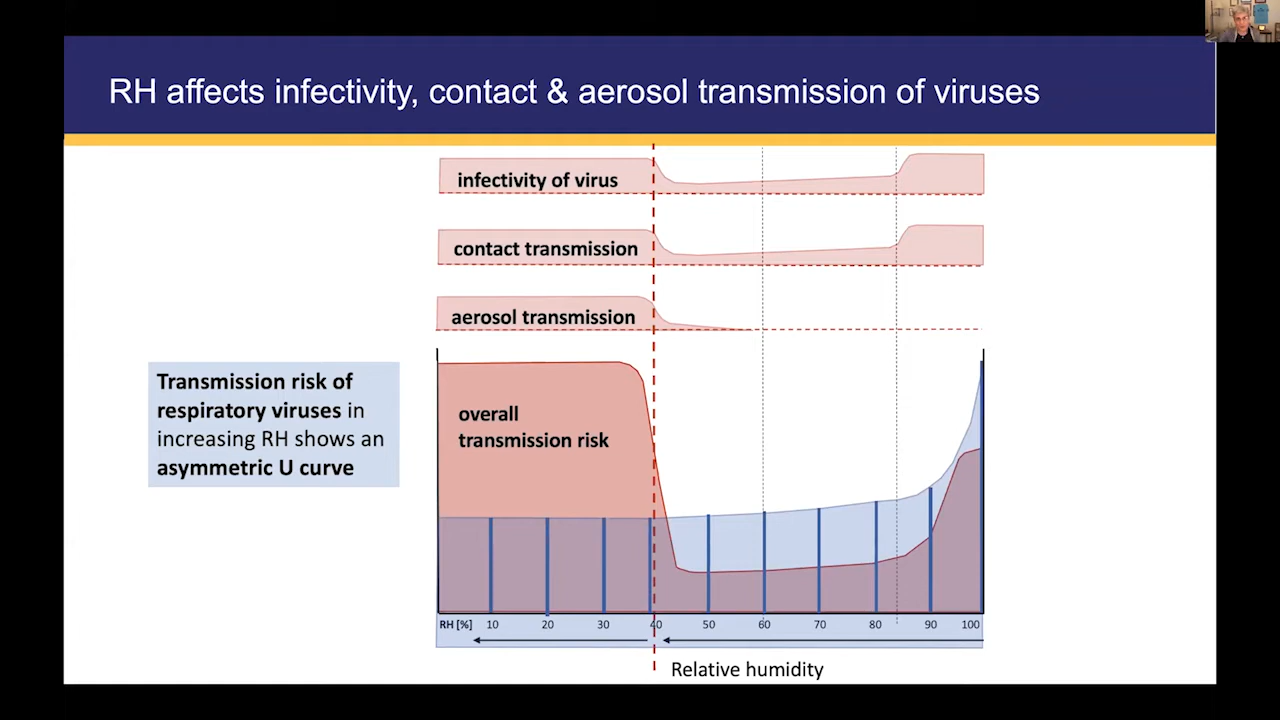 RH affects infectivity, contact & aerosol transmission of viruses
infectivity of virus
contact transmission
aerosol transmission
Transmission risk of
respiratory viruses in
increasing RH shows an
asymmetric U curve
overall
transmission risk
RH [%] 10 20 30 40 50 60 70 80 90 100
Relative humidity